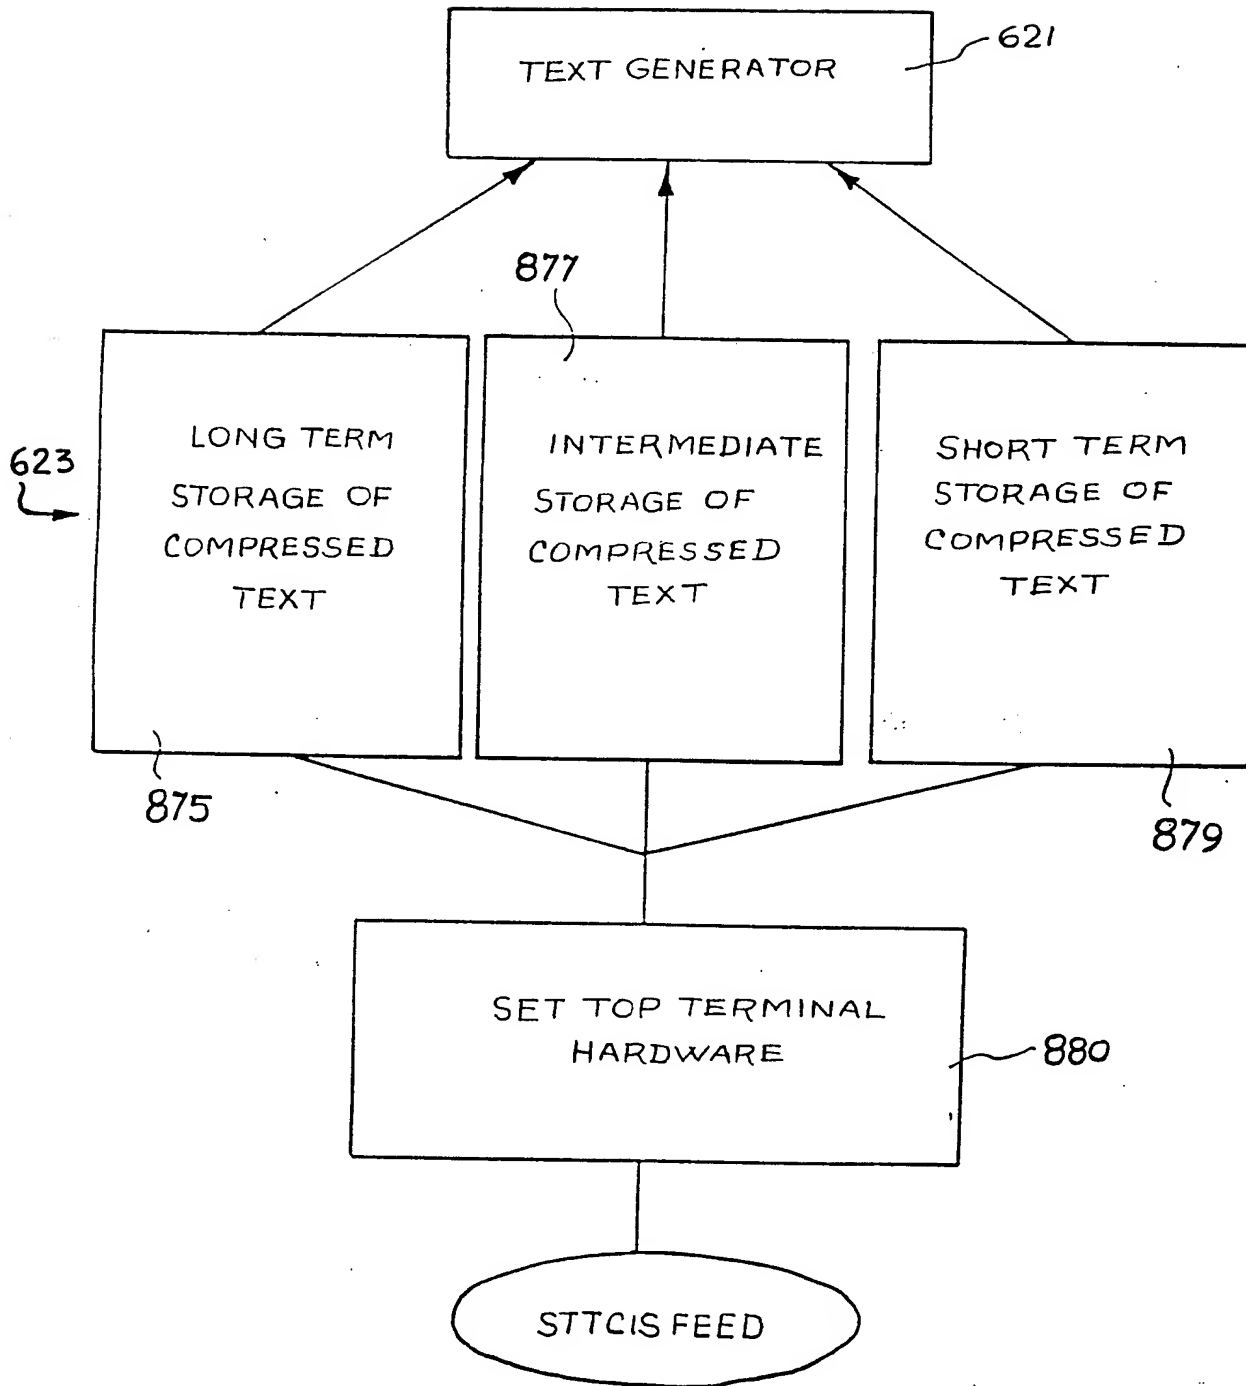 TEXT GENERATOR
621
877
623
LONG TERM
STORAGE OF
COMPRESSED
TEXT
INTERMEDIATE
STORAGE OF
COMPRESSED
TEXT
SHORT TERM
STORAGE OF
COMPRESSED
TEXT
875
879
SET TOP TERMINAL
HARDWARE
880
STTCIS FEED